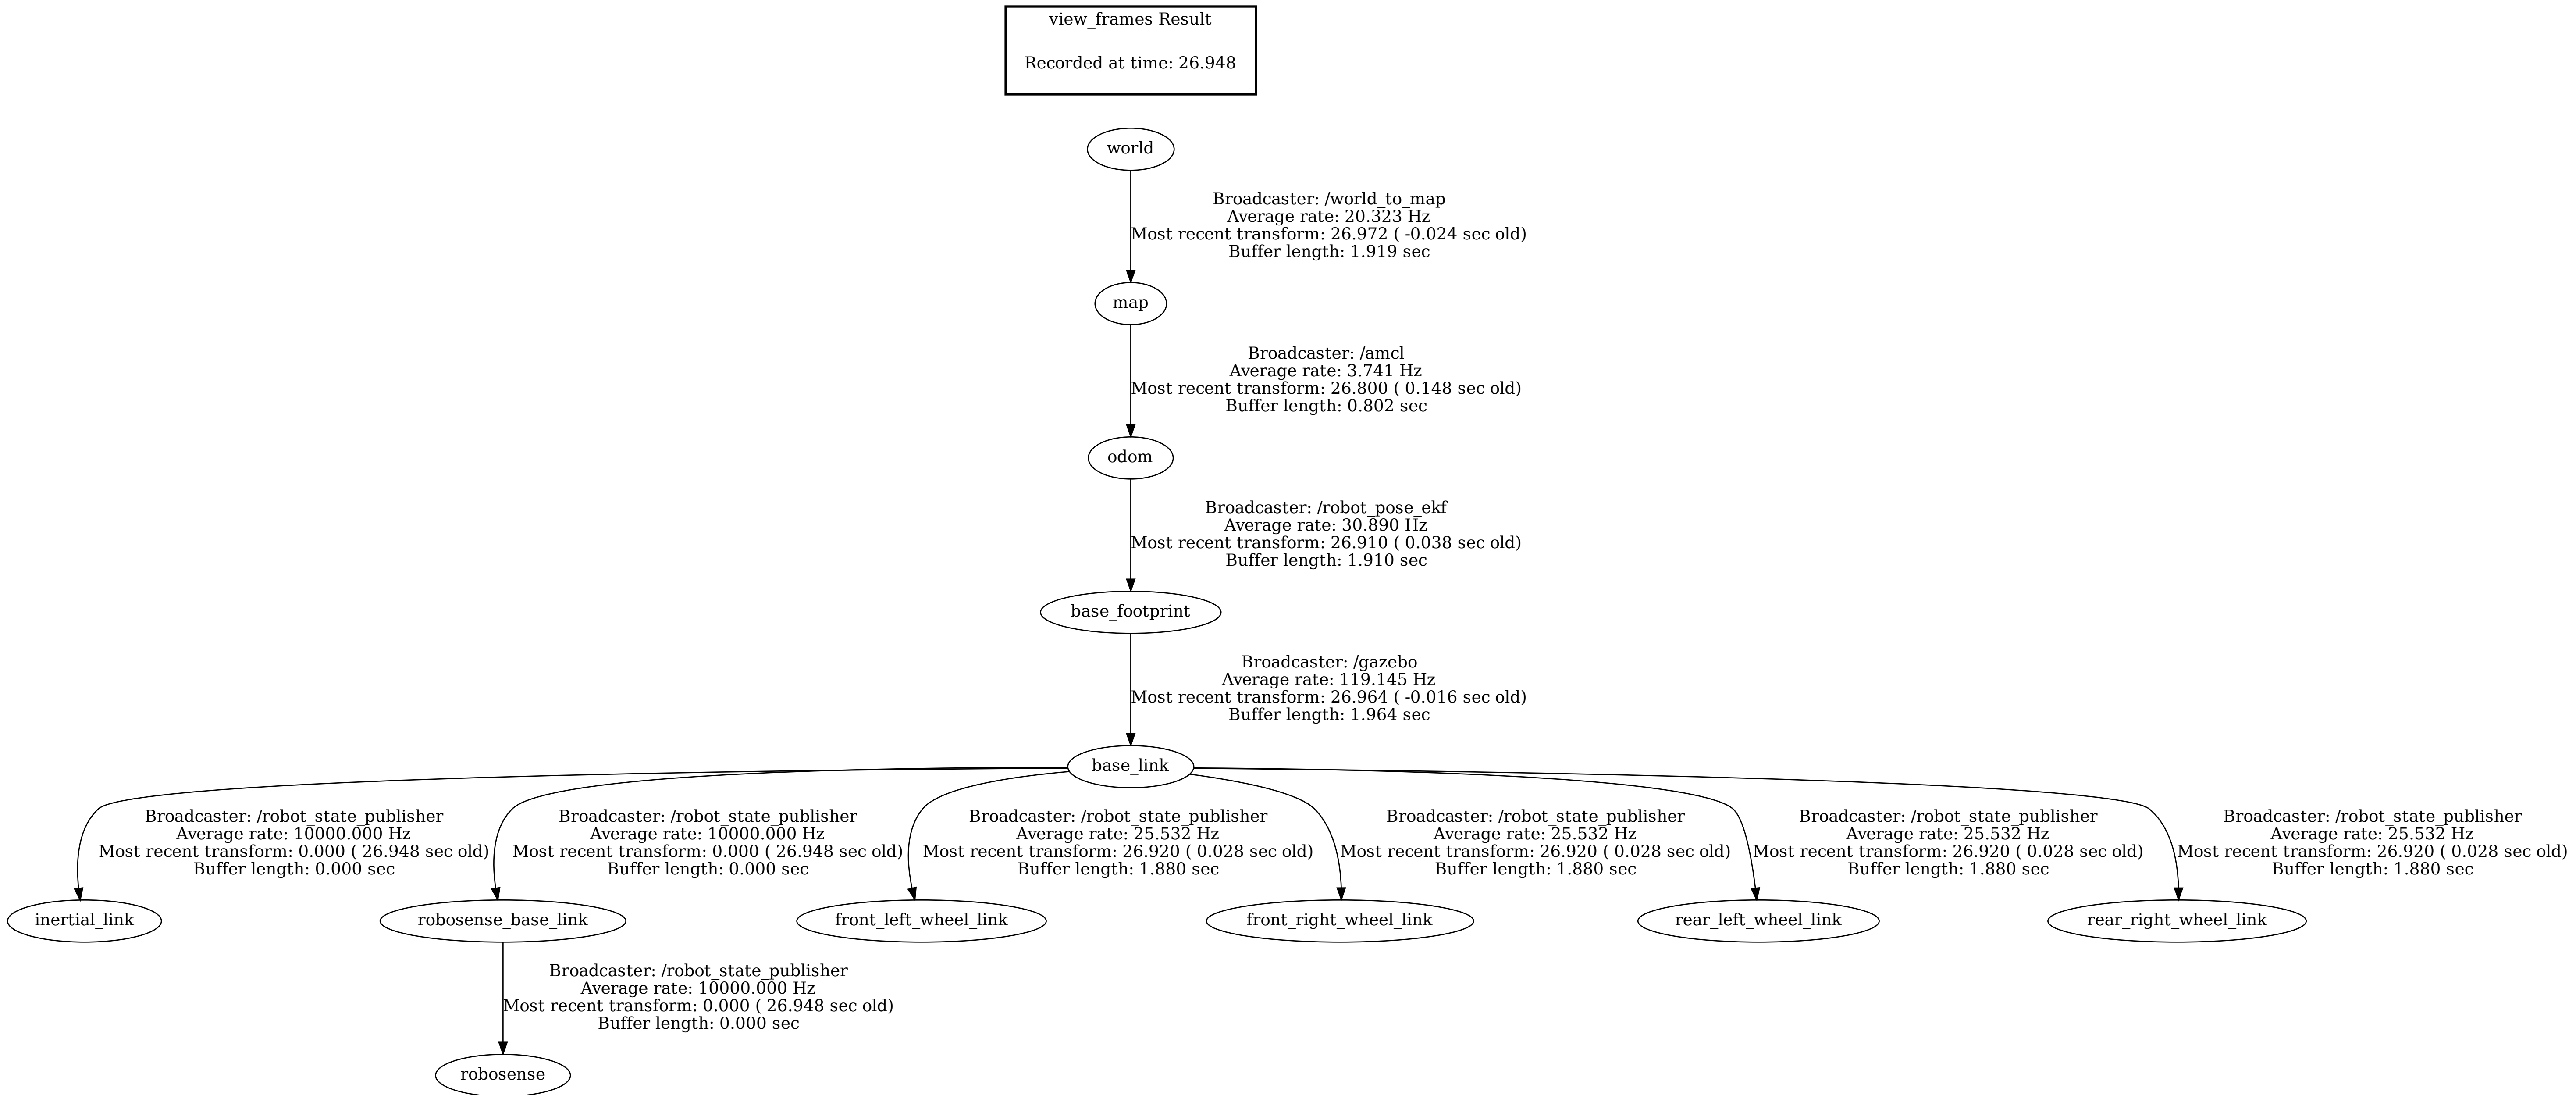 view_frames Result
Recorded at time: 26.948
world
Broadcaster: /world_to_map
Average rate: 20.323 Hz
Most recent transform: 26.972 ( -0.024 sec old)
Buffer length: 1.919 sec
map
Broadcaster: /amcl
Average rate: 3.741 Hz
Most recent transform: 26.800 ( 0.148 sec old)
Buffer length: 0.802 sec
odom
Broadcaster: /robot_pose_ekf
Average rate: 30.890 Hz
Most recent transform: 26.910 ( 0.038 sec old)
Buffer length: 1.910 sec
base_footprint
Broadcaster: /gazebo
Average rate: 119.145 Hz
Most recent transform: 26.964 ( -0.016 sec old)
Buffer length: 1.964 sec
base_link
Broadcaster: /robot_state_publisher
Average rate: 10000.000 Hz
Most recent transform: 0.000 ( 26.948 sec old)
Buffer length: 0.000 sec
Broadcaster: /robot_state_publisher
Average rate: 10000.000 Hz
Most recent transform: 0.000 ( 26.948 sec old)
Buffer length: 0.000 sec
Broadcaster: /robot_state_publisher
Average rate: 25.532 Hz
Most recent transform: 26.920 ( 0.028 sec old)
Buffer length: 1.880 sec
Broadcaster: /robot_state_publisher
Average rate: 25.532 Hz
Most recent transform: 26.920 ( 0.028 sec old)
Buffer length: 1.880 sec
Broadcaster: /robot_state_publisher
Average rate: 25.532 Hz
Most recent transform: 26.920 ( 0.028 sec old)
Buffer length: 1.880 sec
Broadcaster: /robot_state_publisher
Average rate: 25.532 Hz
Most recent transform: 26.920 ( 0.028 sec old)
Buffer length: 1.880 sec
inertial_link
robosense_base_link
front_left_wheel_link
front_right_wheel_link
rear_left_wheel_link
rear_right_wheel_link
Broadcaster: /robot_state_publisher
Average rate: 10000.000 Hz
Most recent transform: 0.000 ( 26.948 sec old)
Buffer length: 0.000 sec
robosense